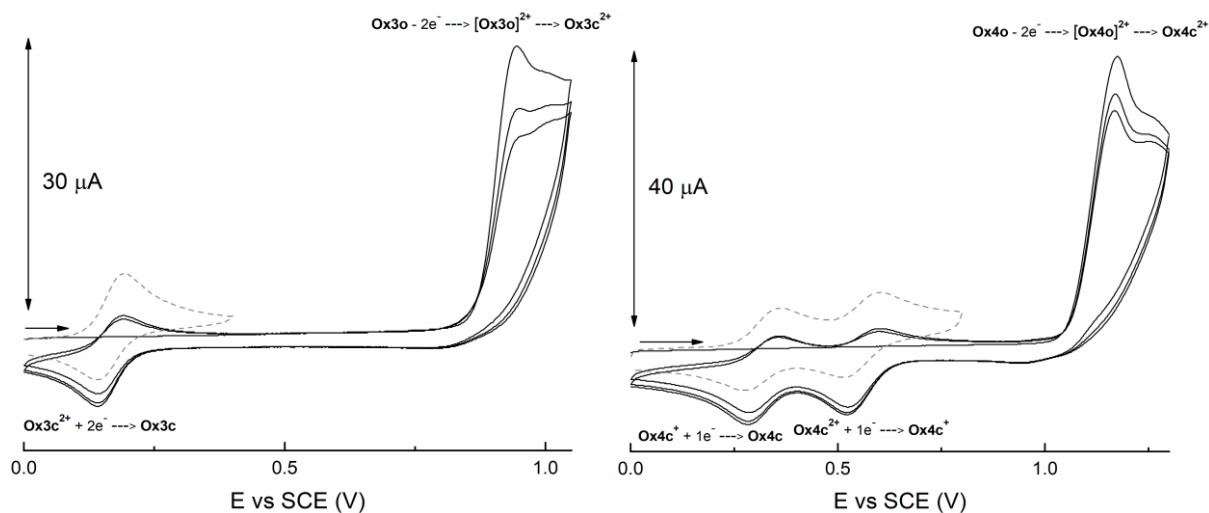 Ox3o - 2e⁻ ---> [Ox3o]²⁺ ---> Ox3c²⁺
30 μA
Ox3c²⁺ + 2e⁻ ---> Ox3c
0.0 0.5 1.0
E vs SCE (V)
Ox4o - 2e⁻ ---> [Ox4o]²⁺ ---> Ox4c²⁺
40 μA
Ox4c⁺ + 1e⁻ ---> Ox4c
Ox4c²⁺ + 1e⁻ ---> Ox4c⁺
0.0 0.5 1.0
E vs SCE (V)